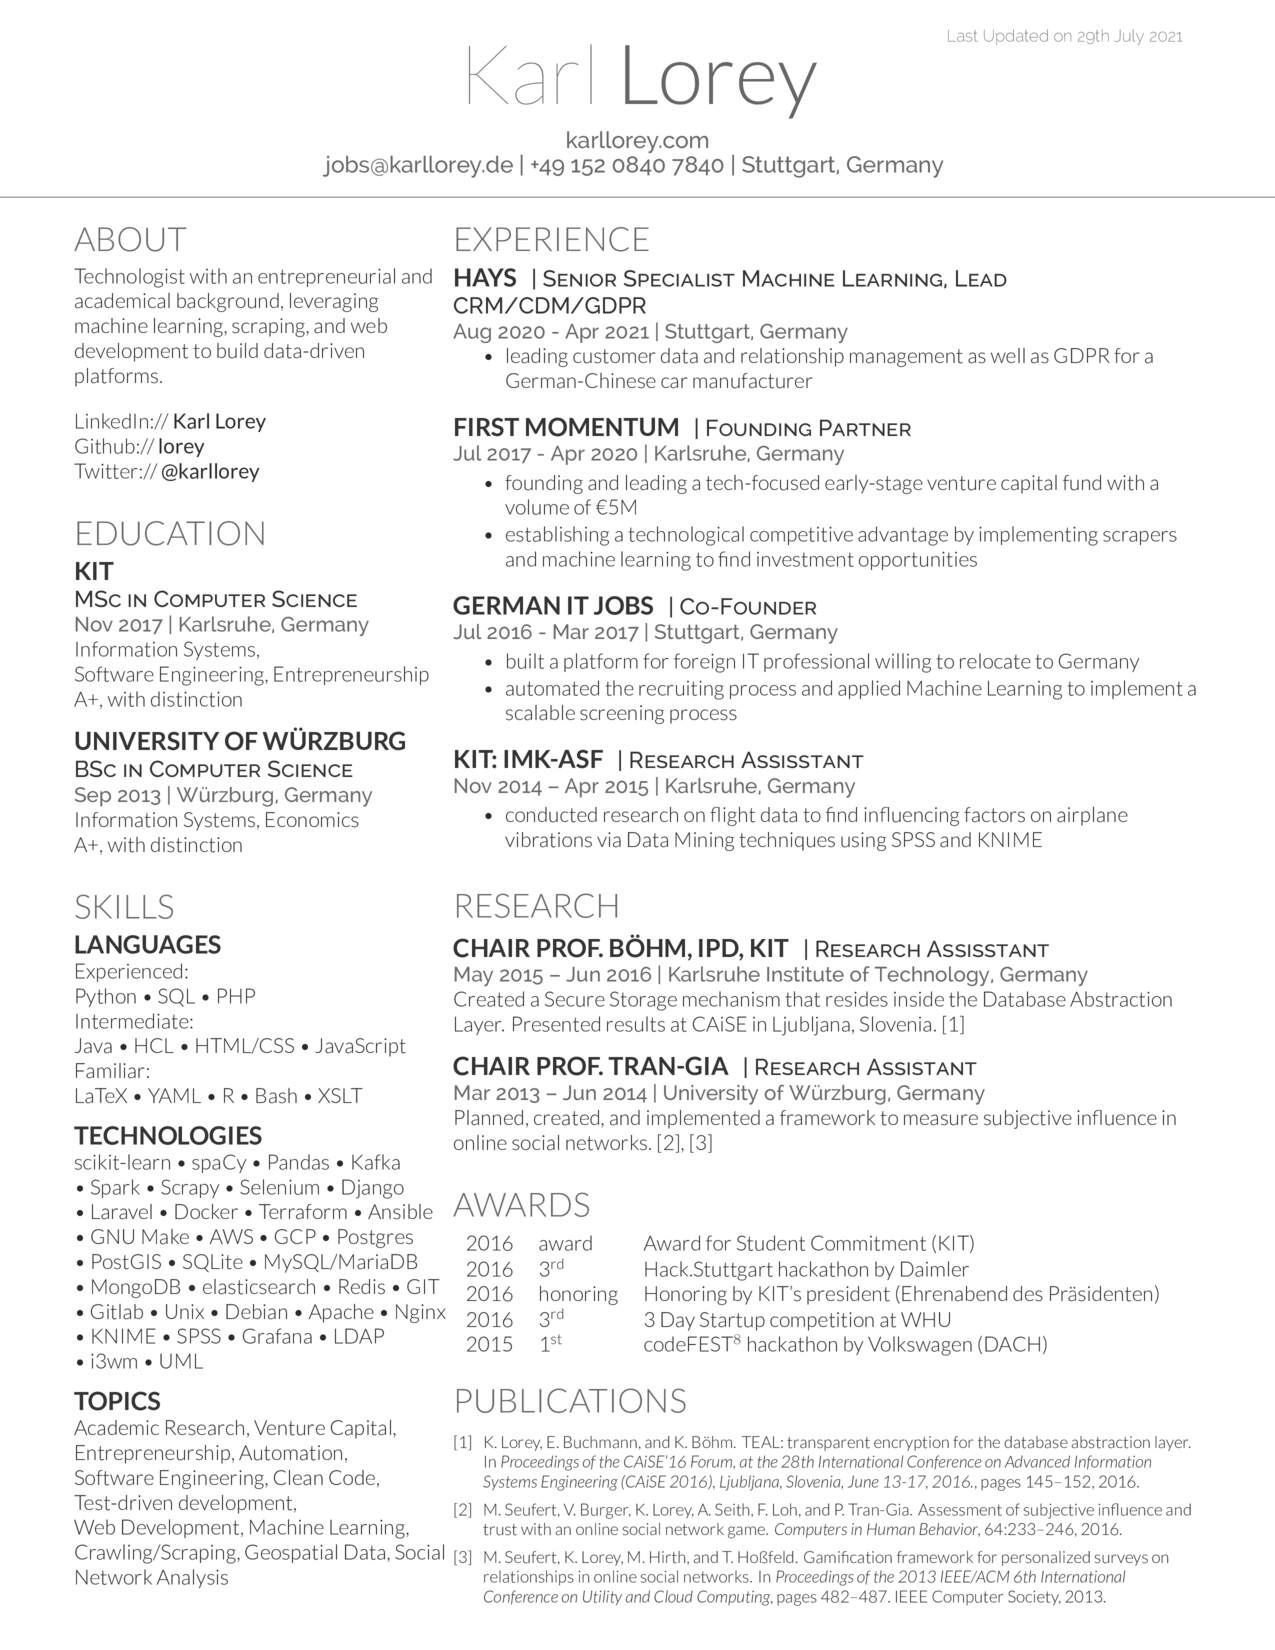 Last Updated on 29th July 2021
Karl Lorey
karllorey.com
jobs@karllorey.de | +49 152 0840 7840 | Stuttgart, Germany
ABOUT
Technologist with an entrepreneurial and
academical background, leveraging
machine learning, scraping, and web
development to build data-driven
platforms.
LinkedIn:// Karl Lorey
Github:// lorey
Twitter:// @karllorey
EDUCATION
KIT
MSc in Computer Science
Nov 2017 | Karlsruhe, Germany
Information Systems,
Software Engineering, Entrepreneurship
A+, with distinction
UNIVERSITY OF WÜRZBURG
BSc in Computer Science
Sep 2013 | Würzburg, Germany
Information Systems, Economics
A+, with distinction
SKILLS
LANGUAGES
Experienced:
Python • SQL • PHP
Intermediate:
Java • HCL • HTML/CSS • JavaScript
Familiar:
LaTeX • YAML • R • Bash • XSLT
TECHNOLOGIES
scikit-learn • spaCy • Pandas • Kafka
• Spark • Scrapy • Selenium • Django
• Laravel • Docker • Terraform • Ansible
• GNU Make • AWS • GCP • Postgres
• PostGIS • SQLite • MySQL/MariaDB
• MongoDB • elasticsearch • Redis • GIT
• Gitlab • Unix • Debian • Apache • Nginx
• KNIME • SPSS • Grafana • LDAP
• i3wm • UML
TOPICS
Academic Research, Venture Capital,
Entrepreneurship, Automation,
Software Engineering, Clean Code,
Test-driven development,
Web Development, Machine Learning,
Crawling/Scraping, Geospatial Data, Social
Network Analysis
EXPERIENCE
HAYS | Senior Specialist Machine Learning, Lead
CRM/CDM/GDPR
Aug 2020 - Apr 2021 | Stuttgart, Germany
• leading customer data and relationship management as well as GDPR for a
German-Chinese car manufacturer
FIRST MOMENTUM | Founding Partner
Jul 2017 - Apr 2020 | Karlsruhe, Germany
• founding and leading a tech-focused early-stage venture capital fund with a
volume of €5M
• establishing a technological competitive advantage by implementing scrapers
and machine learning to find investment opportunities
GERMAN IT JOBS | Co-Founder
Jul 2016 - Mar 2017 | Stuttgart, Germany
• built a platform for foreign IT professional willing to relocate to Germany
• automated the recruiting process and applied Machine Learning to implement a
scalable screening process
KIT: IMK-ASF | Research Assisstant
Nov 2014 – Apr 2015 | Karlsruhe, Germany
• conducted research on flight data to find influencing factors on airplane
vibrations via Data Mining techniques using SPSS and KNIME
RESEARCH
CHAIR PROF. BÖHM, IPD, KIT | Research Assisstant
May 2015 – Jun 2016 | Karlsruhe Institute of Technology, Germany
Created a Secure Storage mechanism that resides inside the Database Abstraction
Layer. Presented results at CAiSE in Ljubljana, Slovenia. [1]
CHAIR PROF. TRAN-GIA | Research Assistant
Mar 2013 – Jun 2014 | University of Würzburg, Germany
Planned, created, and implemented a framework to measure subjective influence in
online social networks. [2], [3]
AWARDS
2016 award Award for Student Commitment (KIT)
2016 3rd Hack.Stuttgart hackathon by Daimler
2016 honoring Honoring by KIT's president (Ehrenabend des Präsidenten)
2016 3rd 3 Day Startup competition at WHU
2015 1st codeFEST8 hackathon by Volkswagen (DACH)
PUBLICATIONS
[1] K. Lorey, E. Buchmann, and K. Böhm. TEAL: transparent encryption for the database abstraction layer.
In Proceedings of the CAiSE'16 Forum, at the 28th International Conference on Advanced Information
Systems Engineering (CAiSE 2016), Ljubljana, Slovenia, June 13-17, 2016., pages 145–152, 2016.
[2] M. Seufert, V. Burger, K. Lorey, A. Seith, F. Loh, and P. Tran-Gia. Assessment of subjective influence and
trust with an online social network game. Computers in Human Behavior, 64:233–246, 2016.
[3] M. Seufert, K. Lorey, M. Hirth, and T. Hoßfeld. Gamification framework for personalized surveys on
relationships in online social networks. In Proceedings of the 2013 IEEE/ACM 6th International
Conference on Utility and Cloud Computing, pages 482–487. IEEE Computer Society, 2013.